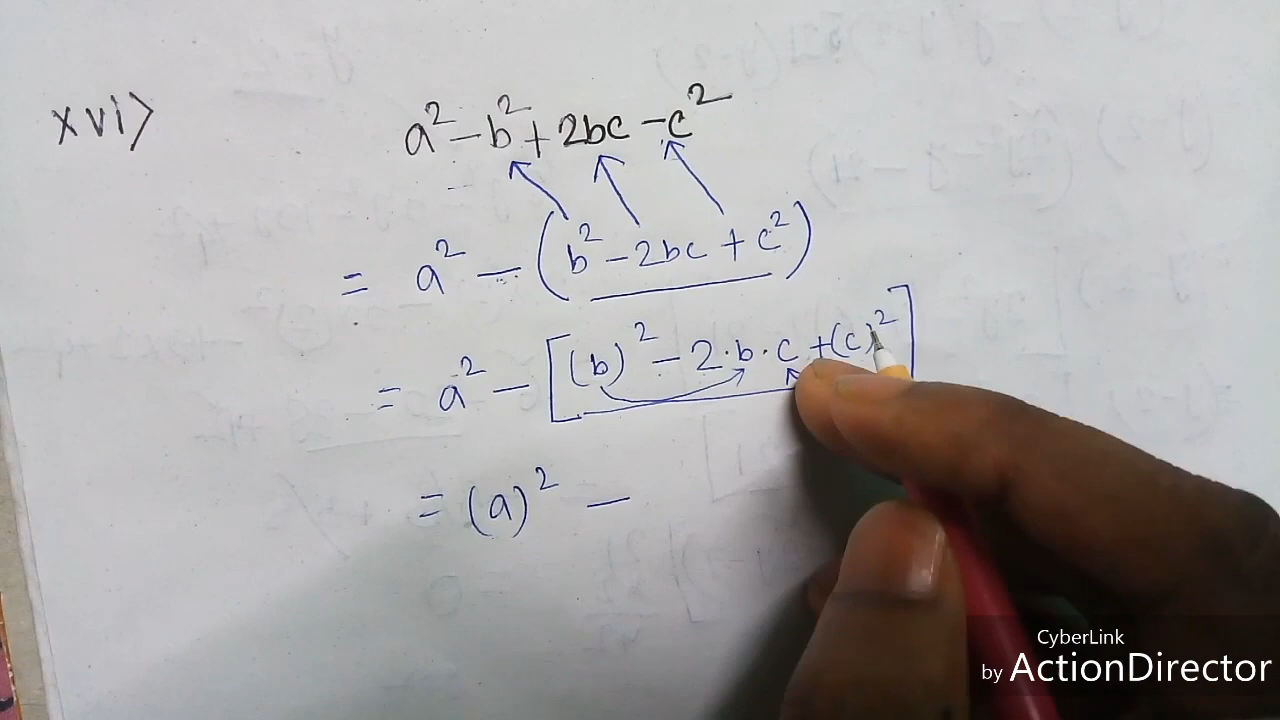 xvi> a² - b² + 2bc - c²
= a² - (b² - 2bc + c²)
= a² - [(b)² - 2·b·c + (c)²]
= (a)² -
CyberLink
by ActionDirector